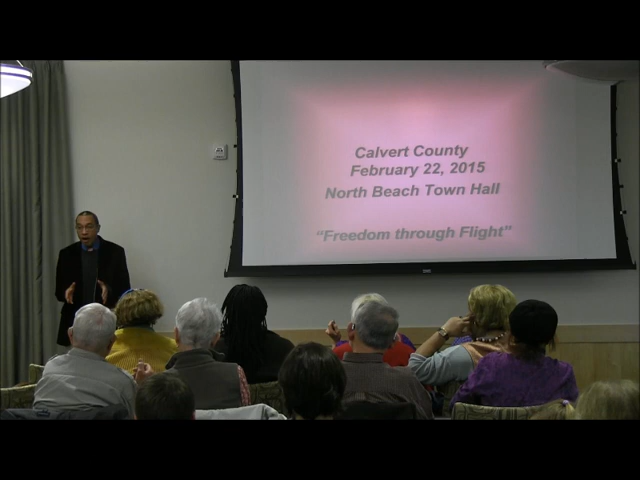 Calvert County
February 22, 2015
North Beach Town Hall
“Freedom through Flight”